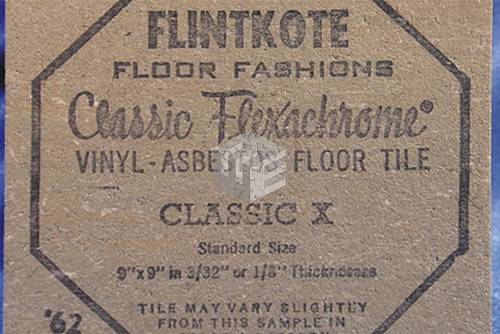 FLINTKOTE
FLOOR FASHIONS
Classic Flexachrome®
VINYL-ASBESTOS FLOOR TILE
CLASSIC X
Standard Size
9"x9" in 3/32" or 1/8" Thicknesses
TILE MAY VARY SLIGHTLY
'62
FROM THIS SAMPLE IN